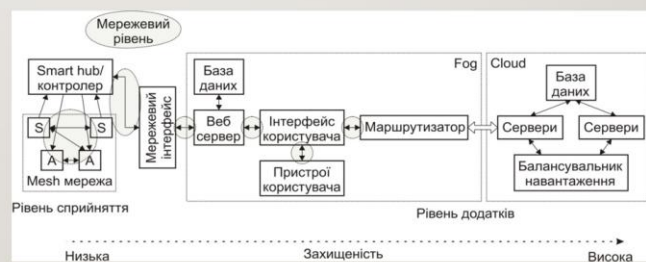 Мережевий
рівень
Smart hub/
контролер
S
S
A
A
Mesh мережа
Рівень сприйняття
Мережевий
інтерфейс
Fog
База
даних
Веб
сервер
Інтерфейс
користувача
Маршрутизатор
Пристрої
користувача
Cloud
База
даних
Сервери
Сервери
Балансувальник
навантаження
Рівень додатків
Низька
Захищеність
Висока